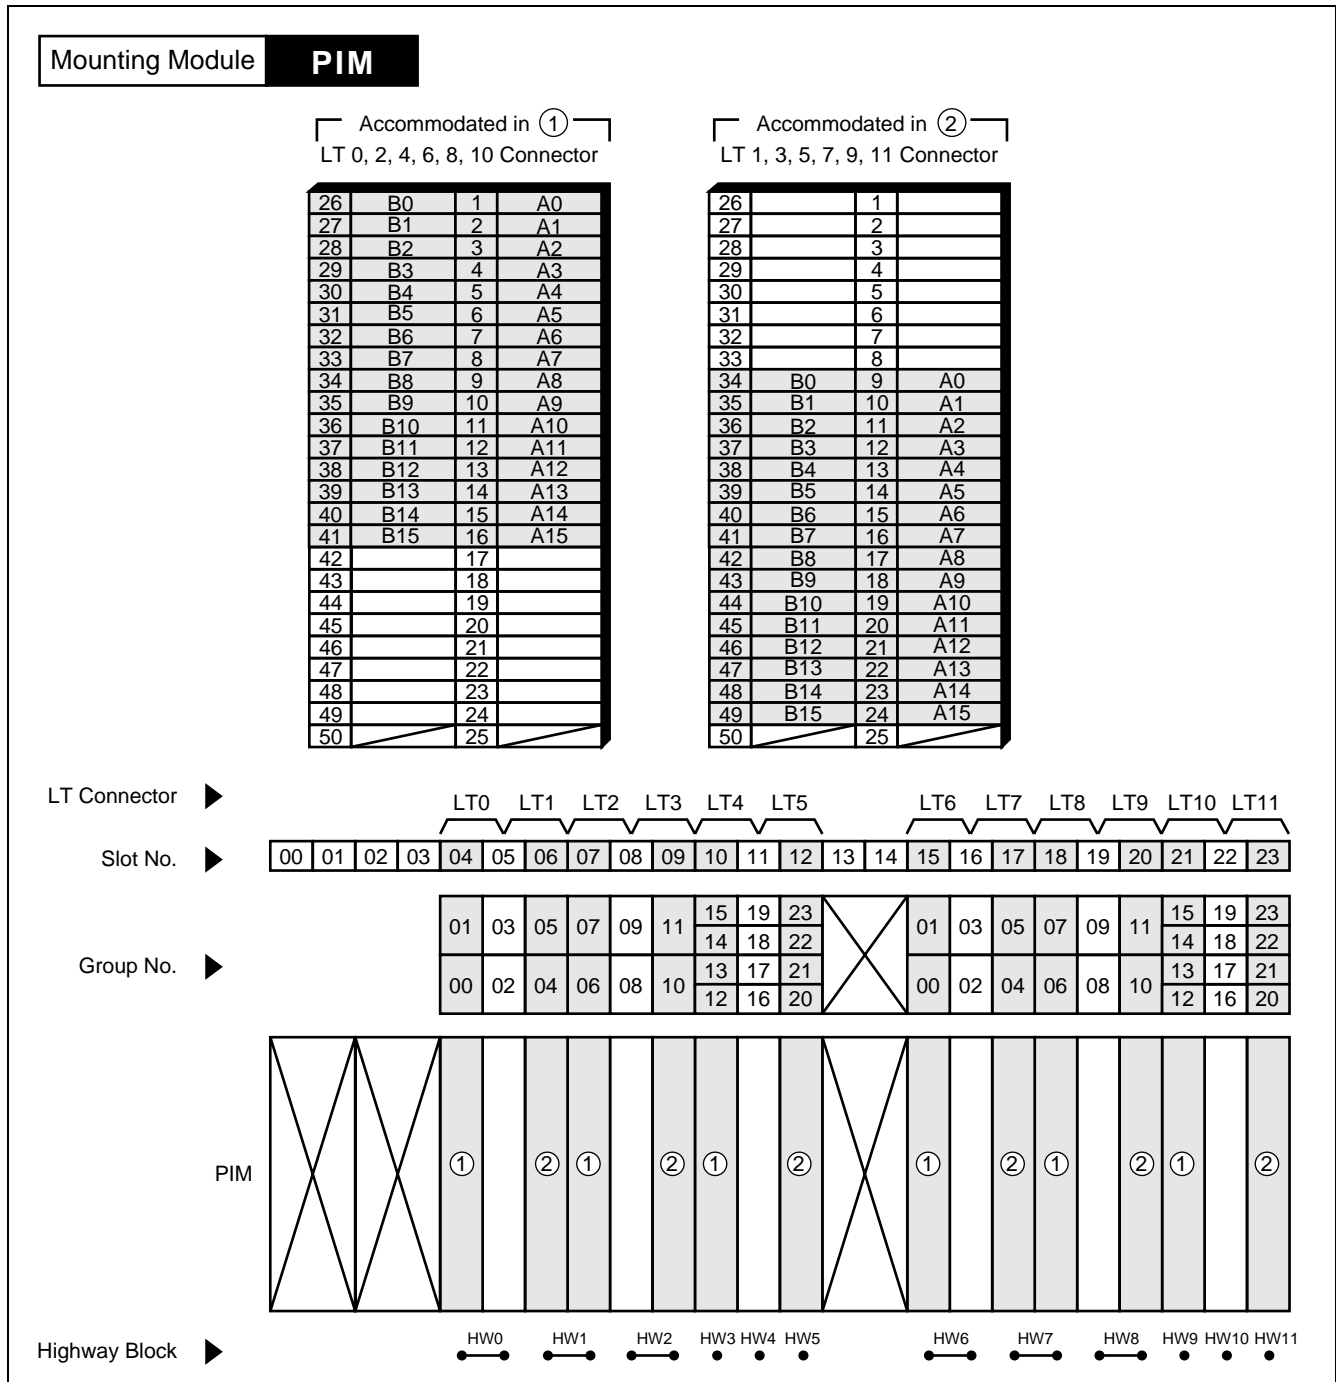 Mounting Module PIM
Accommodated in ① Accommodated in ②
LT 0, 2, 4, 6, 8, 10 Connector LT 1, 3, 5, 7, 9, 11 Connector
26 B0 1 A0 26 1
27 B1 2 A1 27 2
28 B2 3 A2 28 3
29 B3 4 A3 29 4
30 B4 5 A4 30 5
31 B5 6 A5 31 6
32 B6 7 A6 32 7
33 B7 8 A7 33 8
34 B8 9 A8 34 B0 9 A0
35 B9 10 A9 35 B1 10 A1
36 B10 11 A10 36 B2 11 A2
37 B11 12 A11 37 B3 12 A3
38 B12 13 A12 38 B4 13 A4
39 B13 14 A13 39 B5 14 A5
40 B14 15 A14 40 B6 15 A6
41 B15 16 A15 41 B7 16 A7
42 17 42 B8 17 A8
43 18 43 B9 18 A9
44 19 44 B10 19 A10
45 20 45 B11 20 A11
46 21 46 B12 21 A12
47 22 47 B13 22 A13
48 23 48 B14 23 A14
49 24 49 B15 24 A15
50 25 50 25
LT Connector LT0 LT1 LT2 LT3 LT4 LT5 LT6 LT7 LT8 LT9 LT10 LT11
Slot No. 00 01 02 03 04 05 06 07 08 09 10 11 12 13 14 15 16 17 18 19 20 21 22 23
15 19 23 15 19 23
01 03 05 07 09 11 01 03 05 07 09 11
14 18 22 14 18 22
Group No.
13 17 21 13 17 21
00 02 04 06 08 10 00 02 04 06 08 10
12 16 20 12 16 20
PIM ① ② ① ② ① ② ① ② ① ② ① ②
Highway Block HW0 HW1 HW2 HW3 HW4 HW5 HW6 HW7 HW8 HW9 HW10 HW11